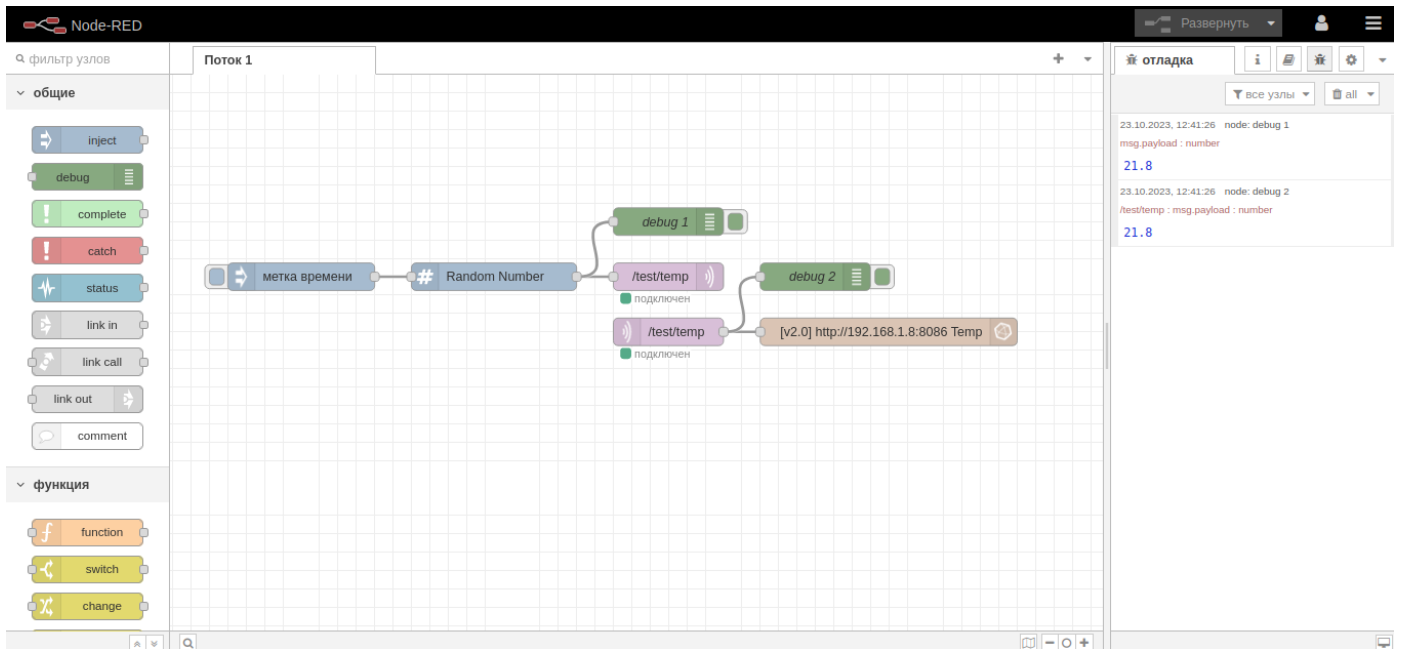 Node-RED
Развернуть
фильтр узлов
Поток 1
отладка
общие
все узлы
all
inject
debug
complete
catch
status
link in
link call
link out
comment
функция
function
switch
change
метка времени
Random Number
debug 1
/test/temp
подключен
debug 2
/test/temp
подключен
[v2.0] http://192.168.1.8:8086 Temp
23.10.2023, 12:41:26 node: debug 1
msg.payload : number
21.8
23.10.2023, 12:41:26 node: debug 2
/test/temp : msg.payload : number
21.8